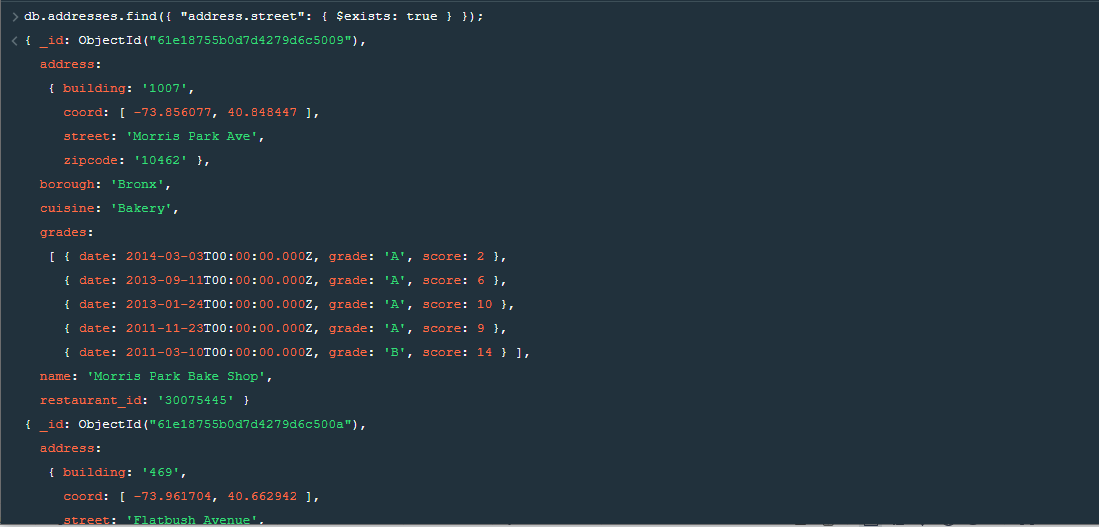 > db.addresses.find({ "address.street": { $exists: true } });
< { _id: ObjectId("61e18755b0d7d4279d6c5009"),
address:
{ building: '1007',
coord: [ -73.856077, 40.848447 ],
street: 'Morris Park Ave',
zipcode: '10462' },
borough: 'Bronx',
cuisine: 'Bakery',
grades:
[ { date: 2014-03-03T00:00:00.000Z, grade: 'A', score: 2 },
{ date: 2013-09-11T00:00:00.000Z, grade: 'A', score: 6 },
{ date: 2013-01-24T00:00:00.000Z, grade: 'A', score: 10 },
{ date: 2011-11-23T00:00:00.000Z, grade: 'A', score: 9 },
{ date: 2011-03-10T00:00:00.000Z, grade: 'B', score: 14 } ],
name: 'Morris Park Bake Shop',
restaurant_id: '30075445' }
{ _id: ObjectId("61e18755b0d7d4279d6c500a"),
address:
{ building: '469',
coord: [ -73.961704, 40.662942 ],
street: 'Flatbush Avenue',